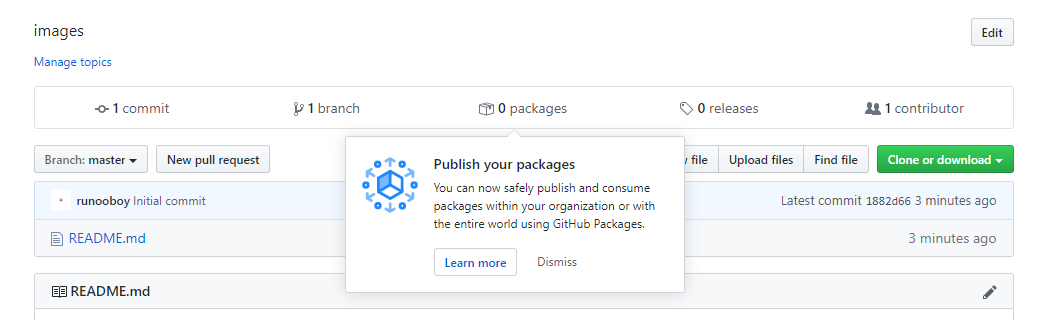 images
Edit
Manage topics
1 commit
1 branch
0 packages
0 releases
1 contributor
Branch: master
New pull request
file
Upload files
Find file
Clone or download
Publish your packages
You can now safely publish and consume
packages within your organization or with
the entire world using GitHub Packages.
Learn more
Dismiss
runooboy Initial commit
Latest commit 1882d66 3 minutes ago
README.md
3 minutes ago
README.md